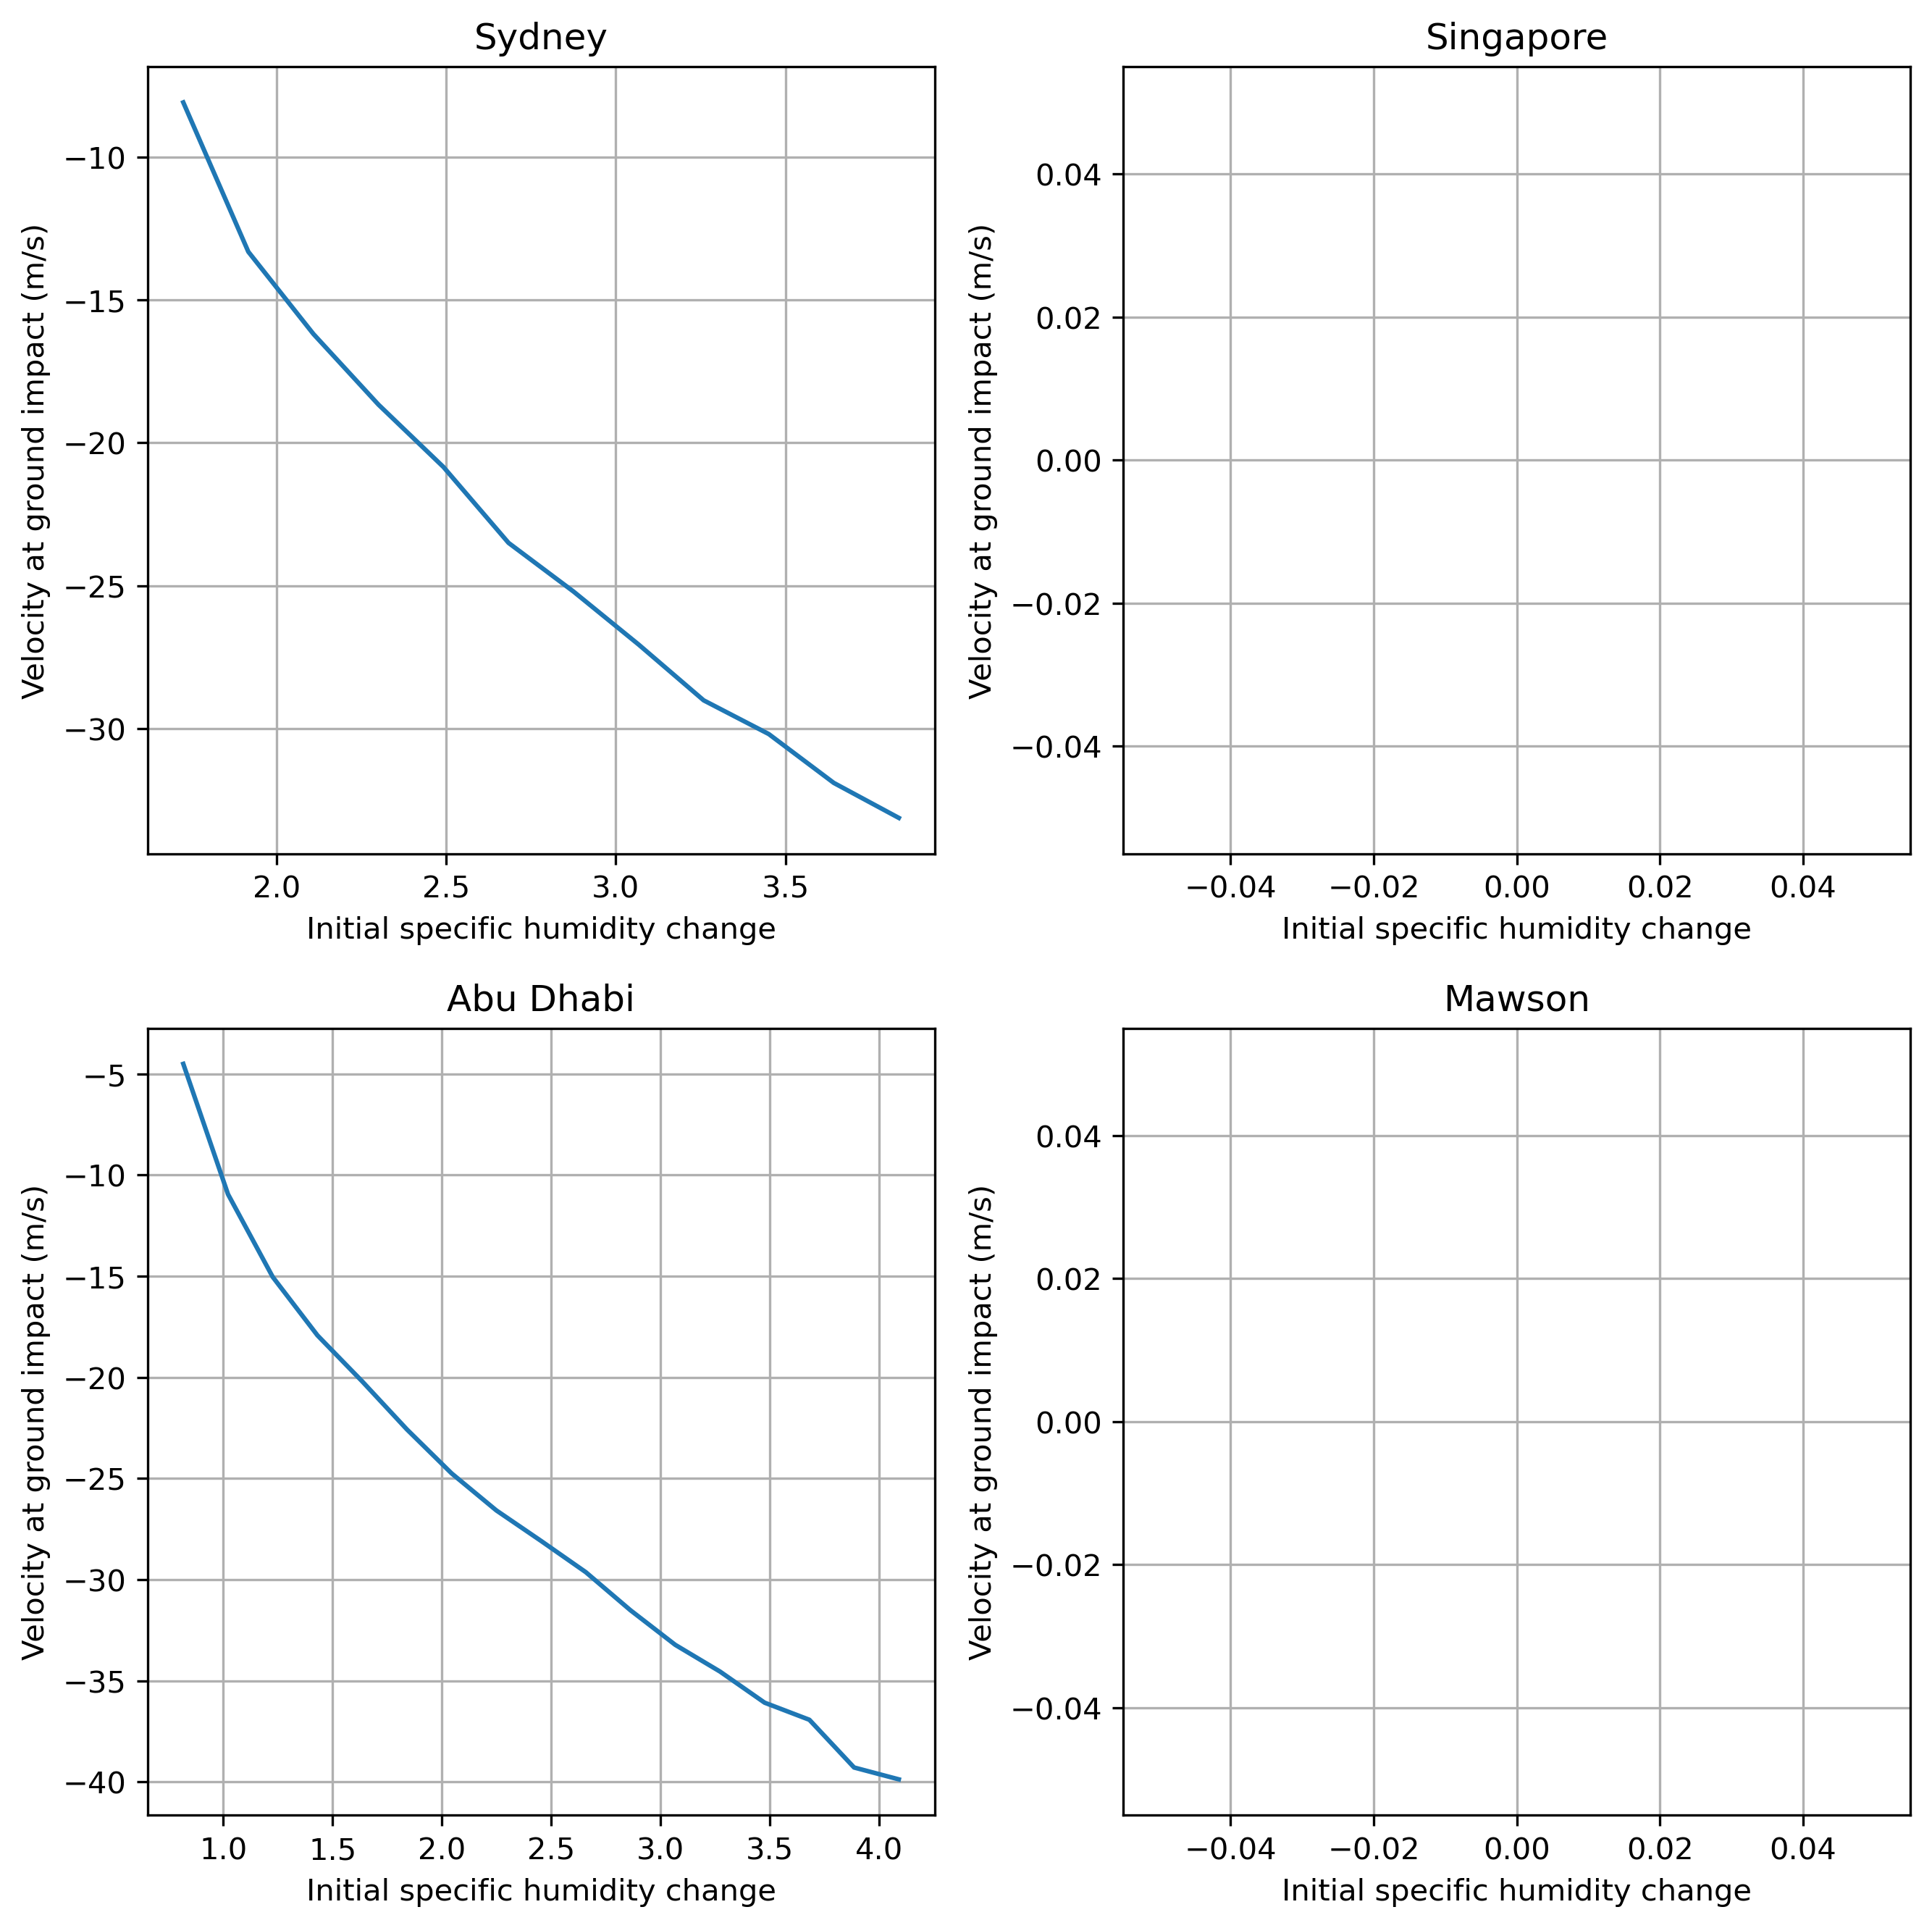 Sydney
Velocity at ground impact (m/s)
−10
−15
−20
−25
−30
2.0 2.5 3.0 3.5
Initial specific humidity change
Singapore
Velocity at ground impact (m/s)
0.04
0.02
0.00
−0.02
−0.04
−0.04 −0.02 0.00 0.02 0.04
Initial specific humidity change
Abu Dhabi
Velocity at ground impact (m/s)
−5
−10
−15
−20
−25
−30
−35
−40
1.0 1.5 2.0 2.5 3.0 3.5 4.0
Initial specific humidity change
Mawson
Velocity at ground impact (m/s)
0.04
0.02
0.00
−0.02
−0.04
−0.04 −0.02 0.00 0.02 0.04
Initial specific humidity change